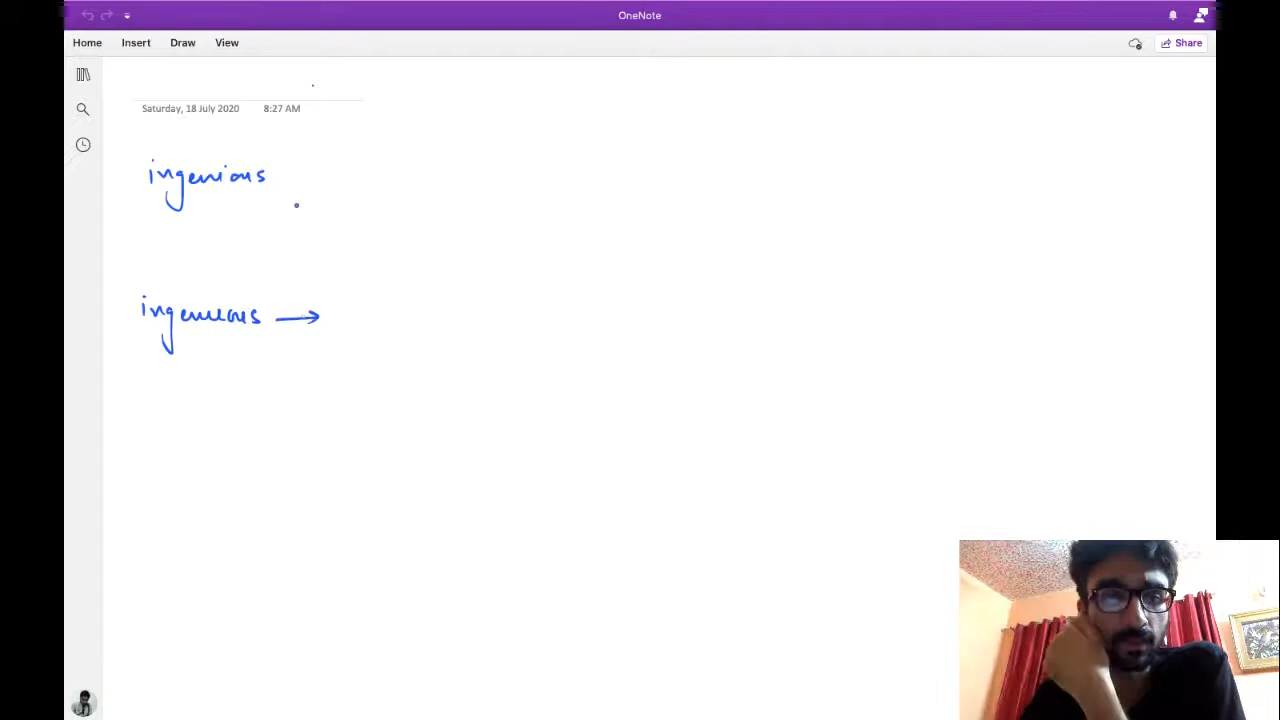 OneNote
Home Insert Draw View Share
Saturday, 18 July 2020 8:27 AM
ingenious
ingenuous →